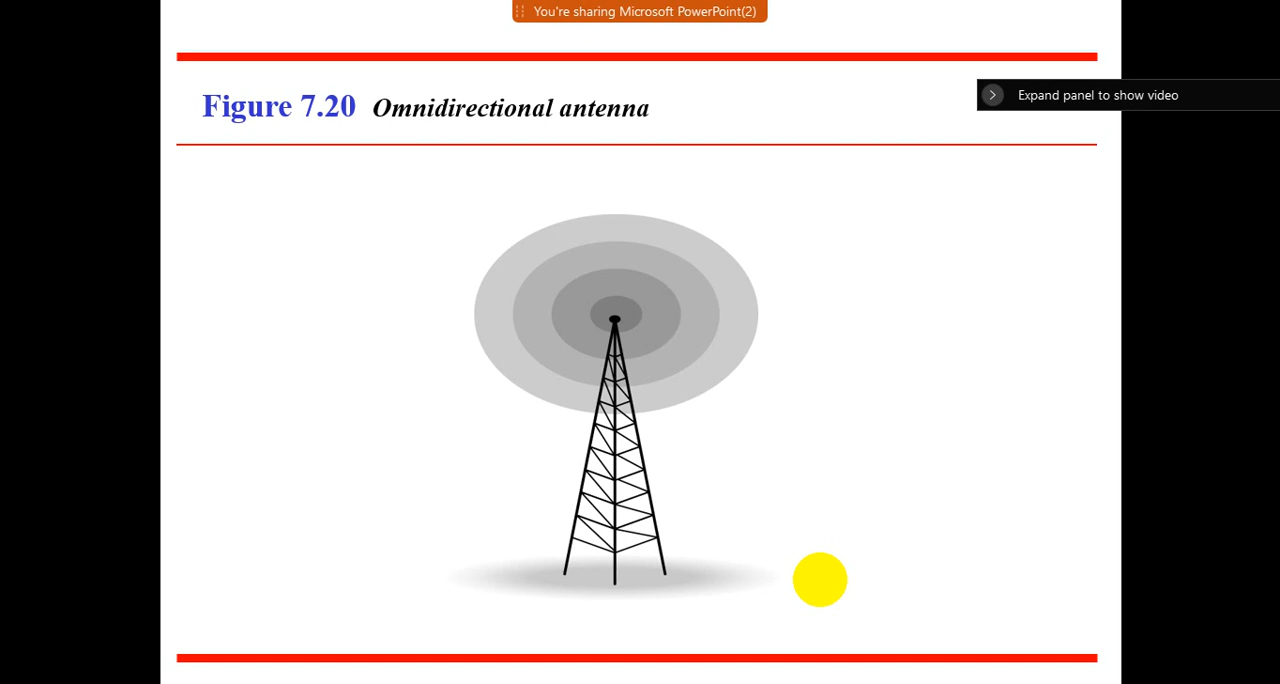 You're sharing Microsoft PowerPoint(2)
Expand panel to show video
Figure 7.20 Omnidirectional antenna